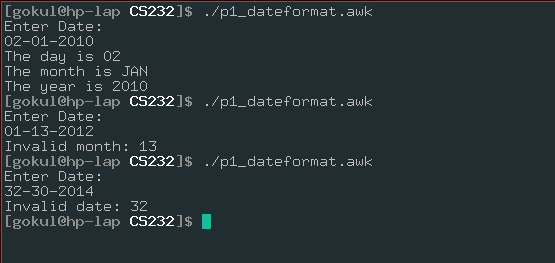 [gokul@hp-lap CS232]$ ./p1_dateformat.awk
Enter Date:
02-01-2010
The day is 02
The month is JAN
The year is 2010
[gokul@hp-lap CS232]$ ./p1_dateformat.awk
Enter Date:
01-13-2012
Invalid month: 13
[gokul@hp-lap CS232]$ ./p1_dateformat.awk
Enter Date:
32-30-2014
Invalid date: 32
[gokul@hp-lap CS232]$